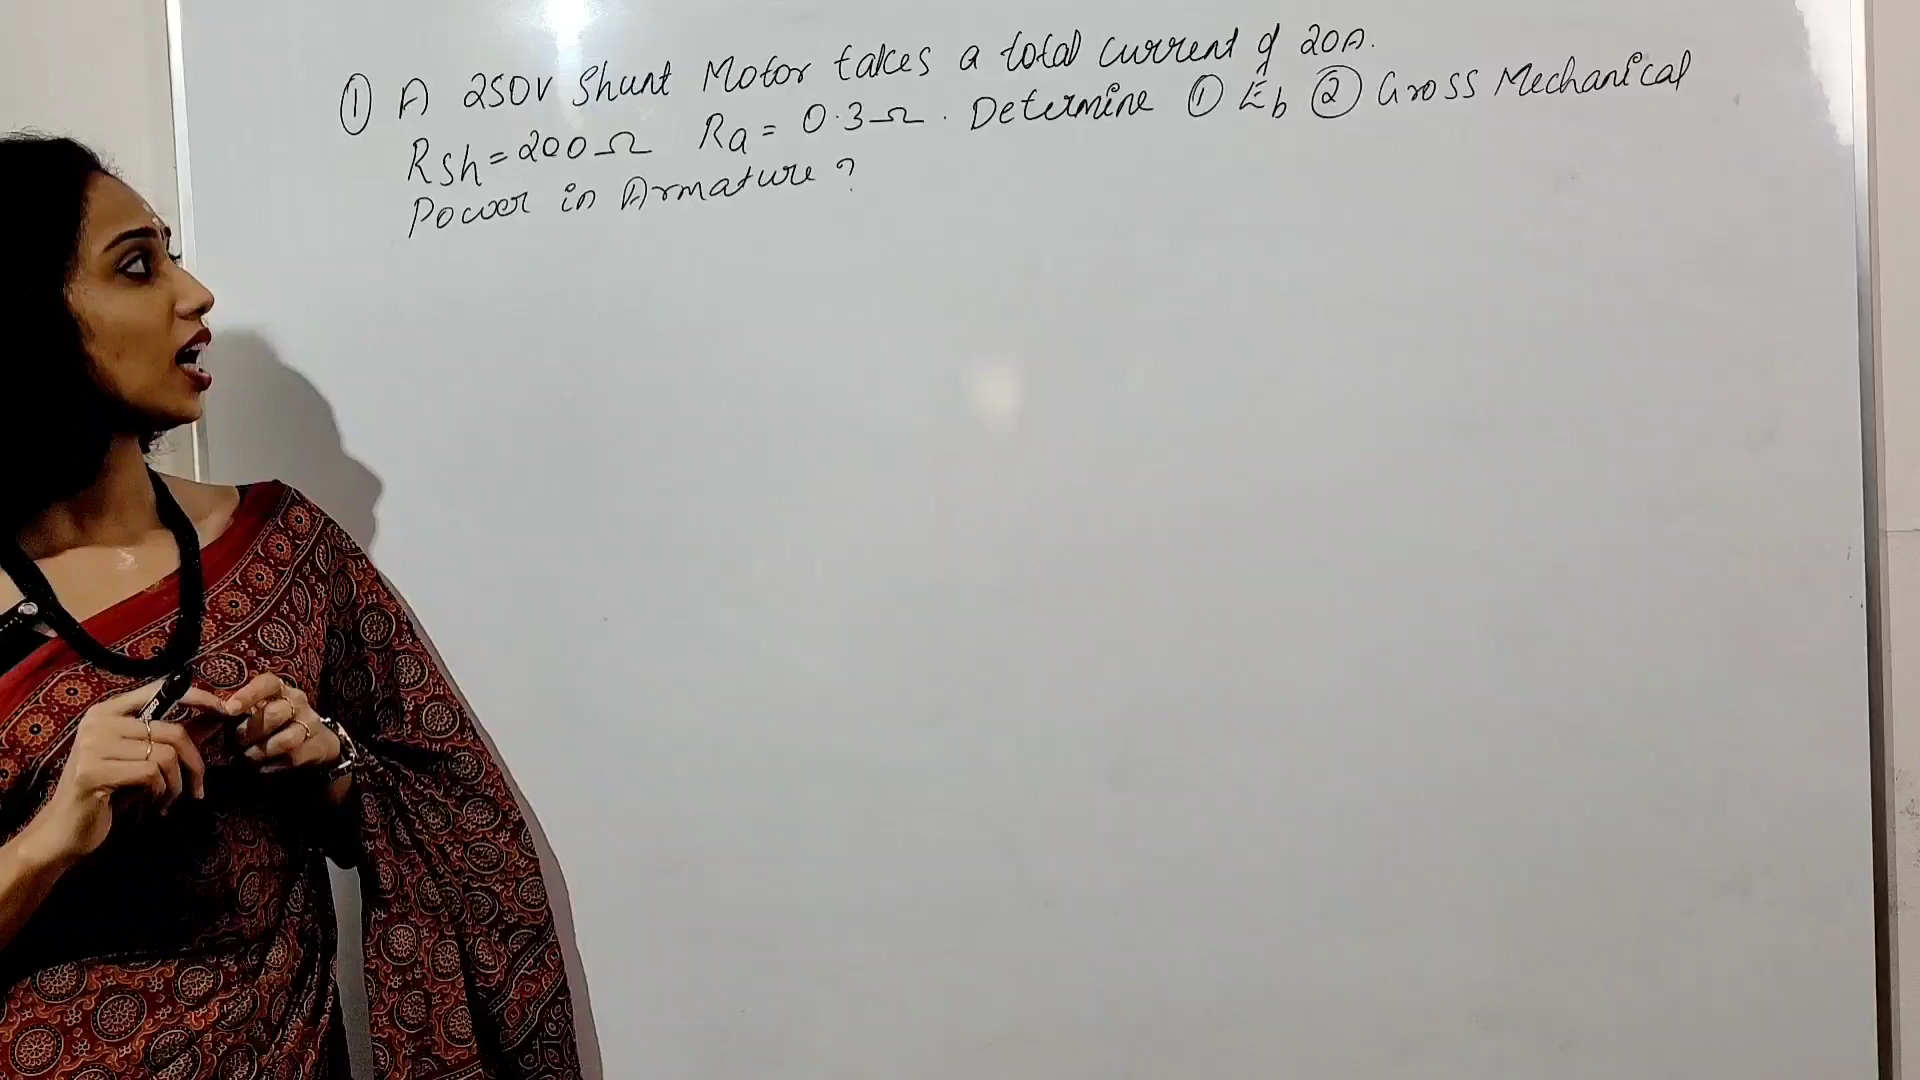 ① A 250V Shunt Motor takes a total current of 20A.
Rsh = 200Ω Ra = 0.3Ω. Determine ① Eb ② Gross Mechanical
Power in Armature ?